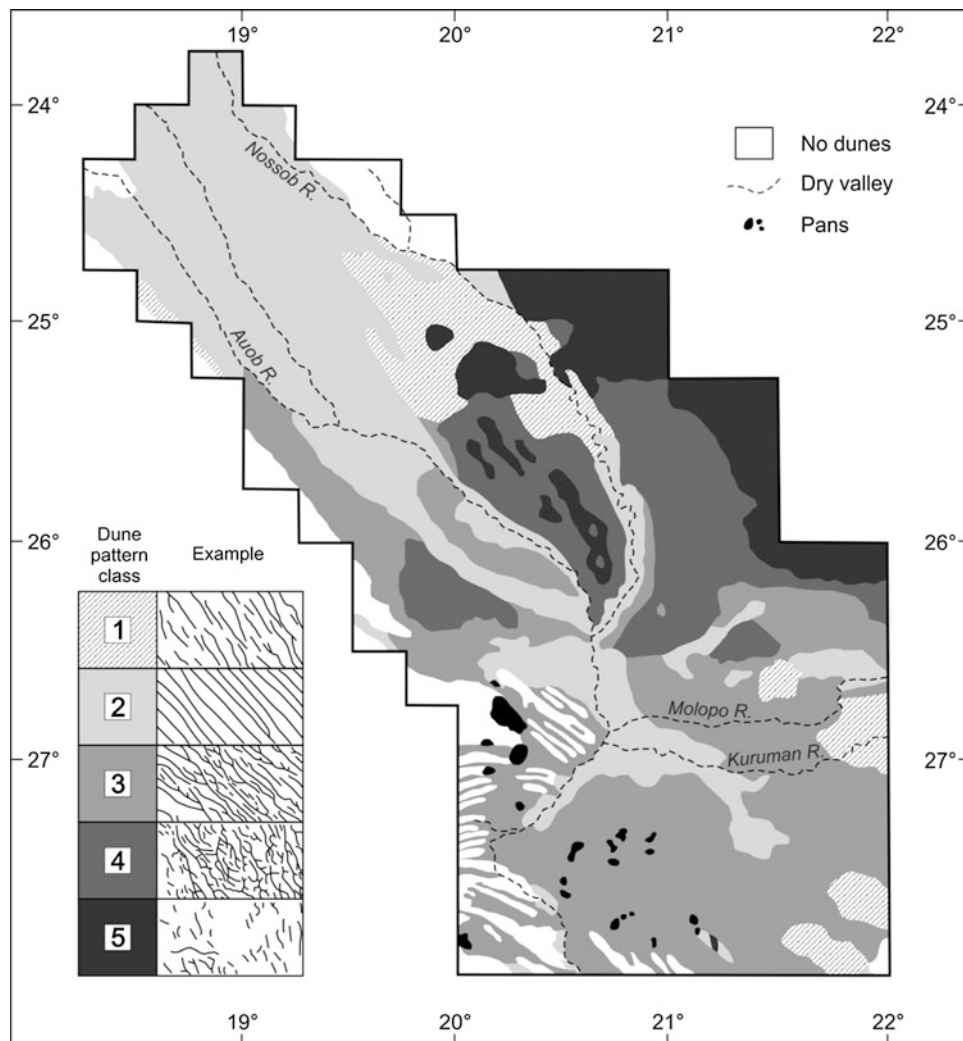 19° 20° 21° 22°
24° 24°
No dunes
Dry valley
Pans
Nossob R.
25° 25°
Auob R.
26° 26°
Dune
pattern
class
Example
1
2
3
4
5
Molopo R.
Kuruman R.
27° 27°
19° 20° 21° 22°